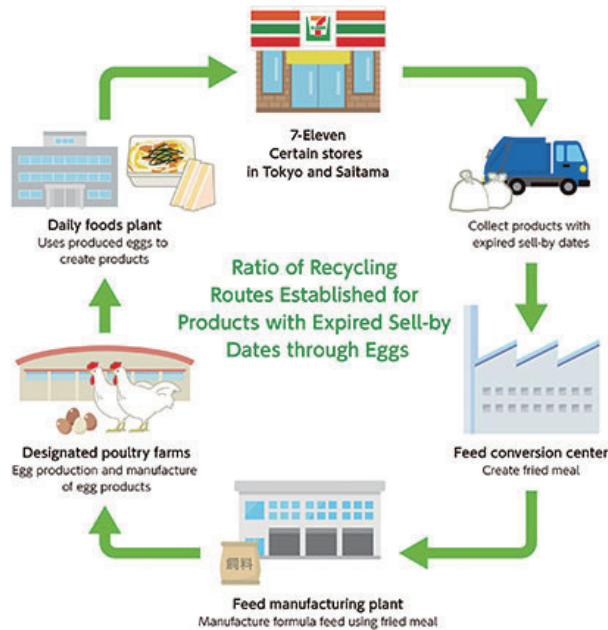 7-Eleven
Certain stores
in Tokyo and Saitama
Collect products with
expired sell-by dates
Feed conversion center
Create fried meal
飼料
Feed manufacturing plant
Manufacture formula feed using fried meal
Designated poultry farms
Egg production and manufacture
of egg products
Daily foods plant
Uses produced eggs to
create products
Ratio of Recycling
Routes Established for
Products with Expired Sell-by
Dates through Eggs